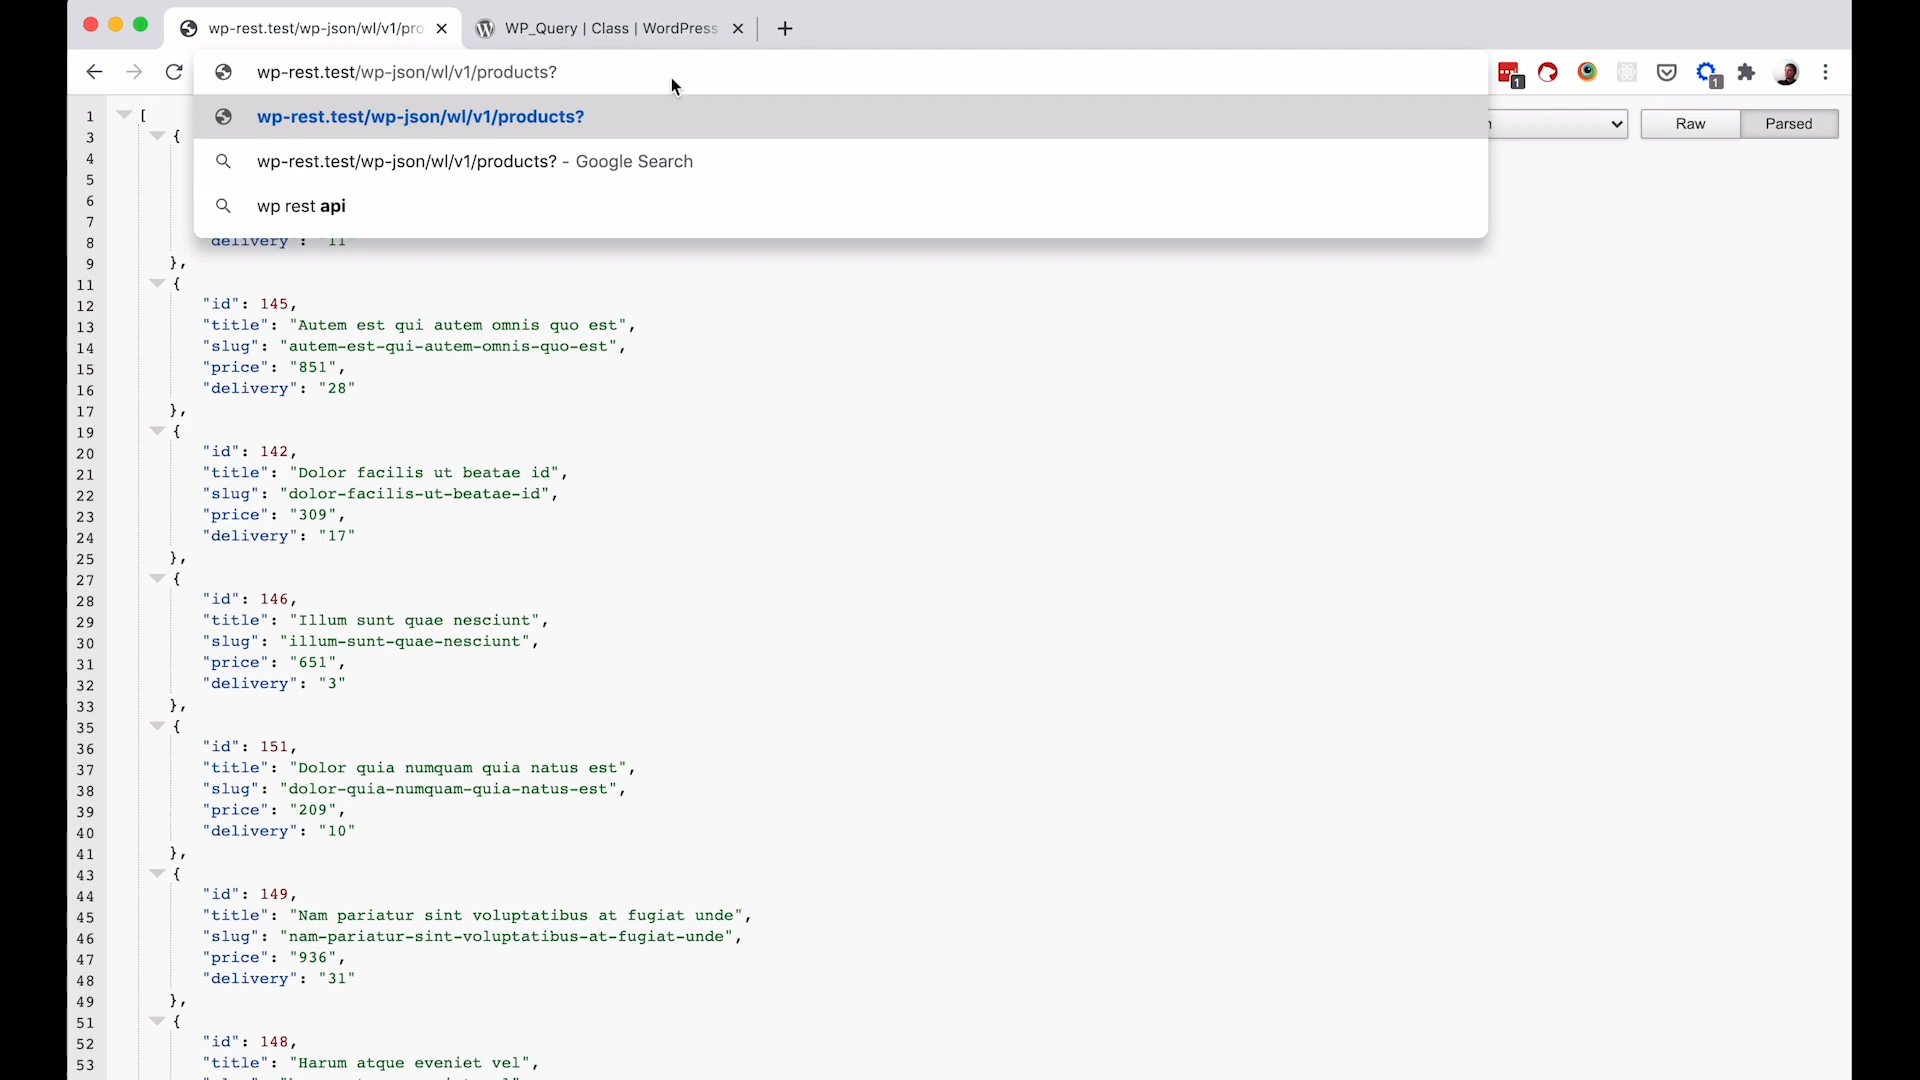 wp-rest.test/wp-json/wl/v1/pro
WP_Query | Class | WordPress
wp-rest.test/wp-json/wl/v1/products?
1
1
wp-rest.test/wp-json/wl/v1/products?
wp-rest.test/wp-json/wl/v1/products? - Google Search
wp rest api
Raw
Parsed
1 [
3 {
4
5
6
7
8 "delivery": "11"
9 },
11 {
12 "id": 145,
13 "title": "Autem est qui autem omnis quo est",
14 "slug": "autem-est-qui-autem-omnis-quo-est",
15 "price": "851",
16 "delivery": "28"
17 },
19 {
20 "id": 142,
21 "title": "Dolor facilis ut beatae id",
22 "slug": "dolor-facilis-ut-beatae-id",
23 "price": "309",
24 "delivery": "17"
25 },
27 {
28 "id": 146,
29 "title": "Illum sunt quae nesciunt",
30 "slug": "illum-sunt-quae-nesciunt",
31 "price": "651",
32 "delivery": "3"
33 },
35 {
36 "id": 151,
37 "title": "Dolor quia numquam quia natus est",
38 "slug": "dolor-quia-numquam-quia-natus-est",
39 "price": "209",
40 "delivery": "10"
41 },
43 {
44 "id": 149,
45 "title": "Nam pariatur sint voluptatibus at fugiat unde",
46 "slug": "nam-pariatur-sint-voluptatibus-at-fugiat-unde",
47 "price": "936",
48 "delivery": "31"
49 },
51 {
52 "id": 148,
53 "title": "Harum atque eveniet vel",